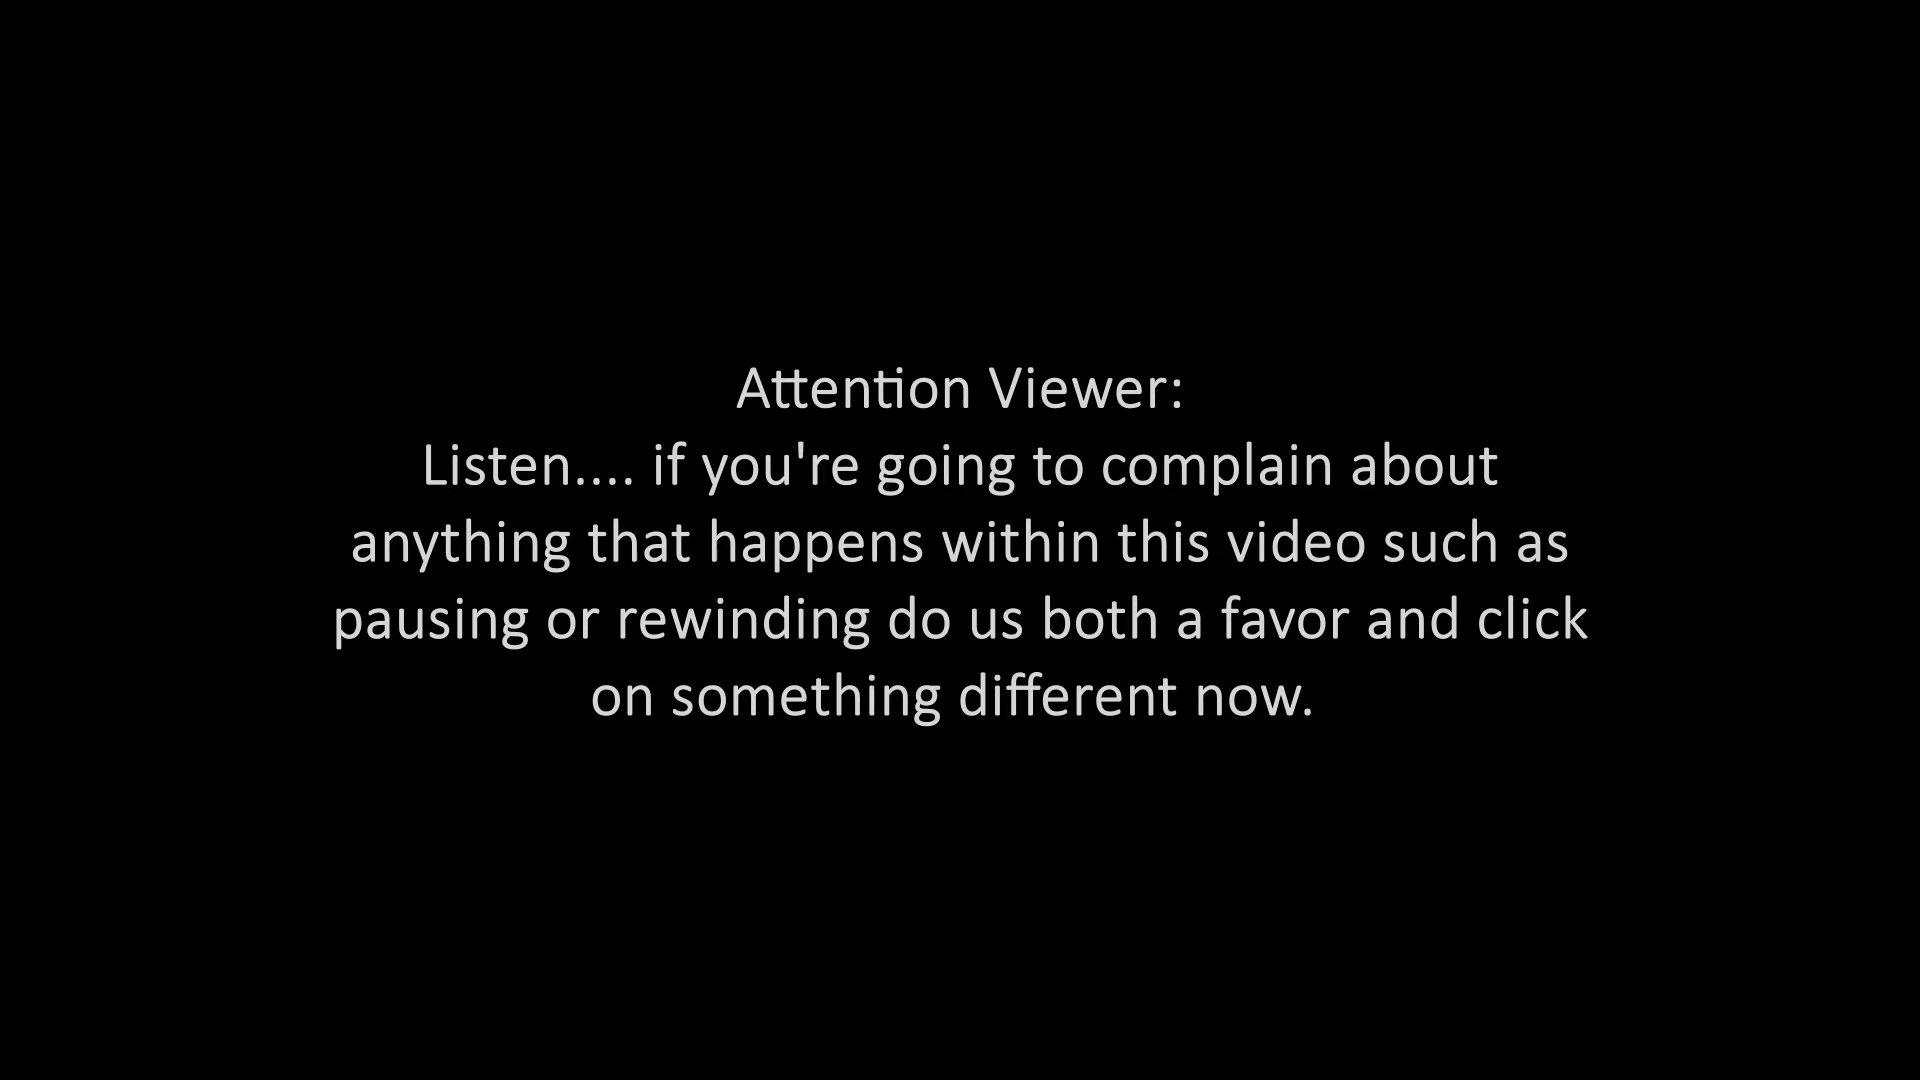 Attention Viewer:
Listen.... if you're going to complain about
anything that happens within this video such as
pausing or rewinding do us both a favor and click
on something different now.